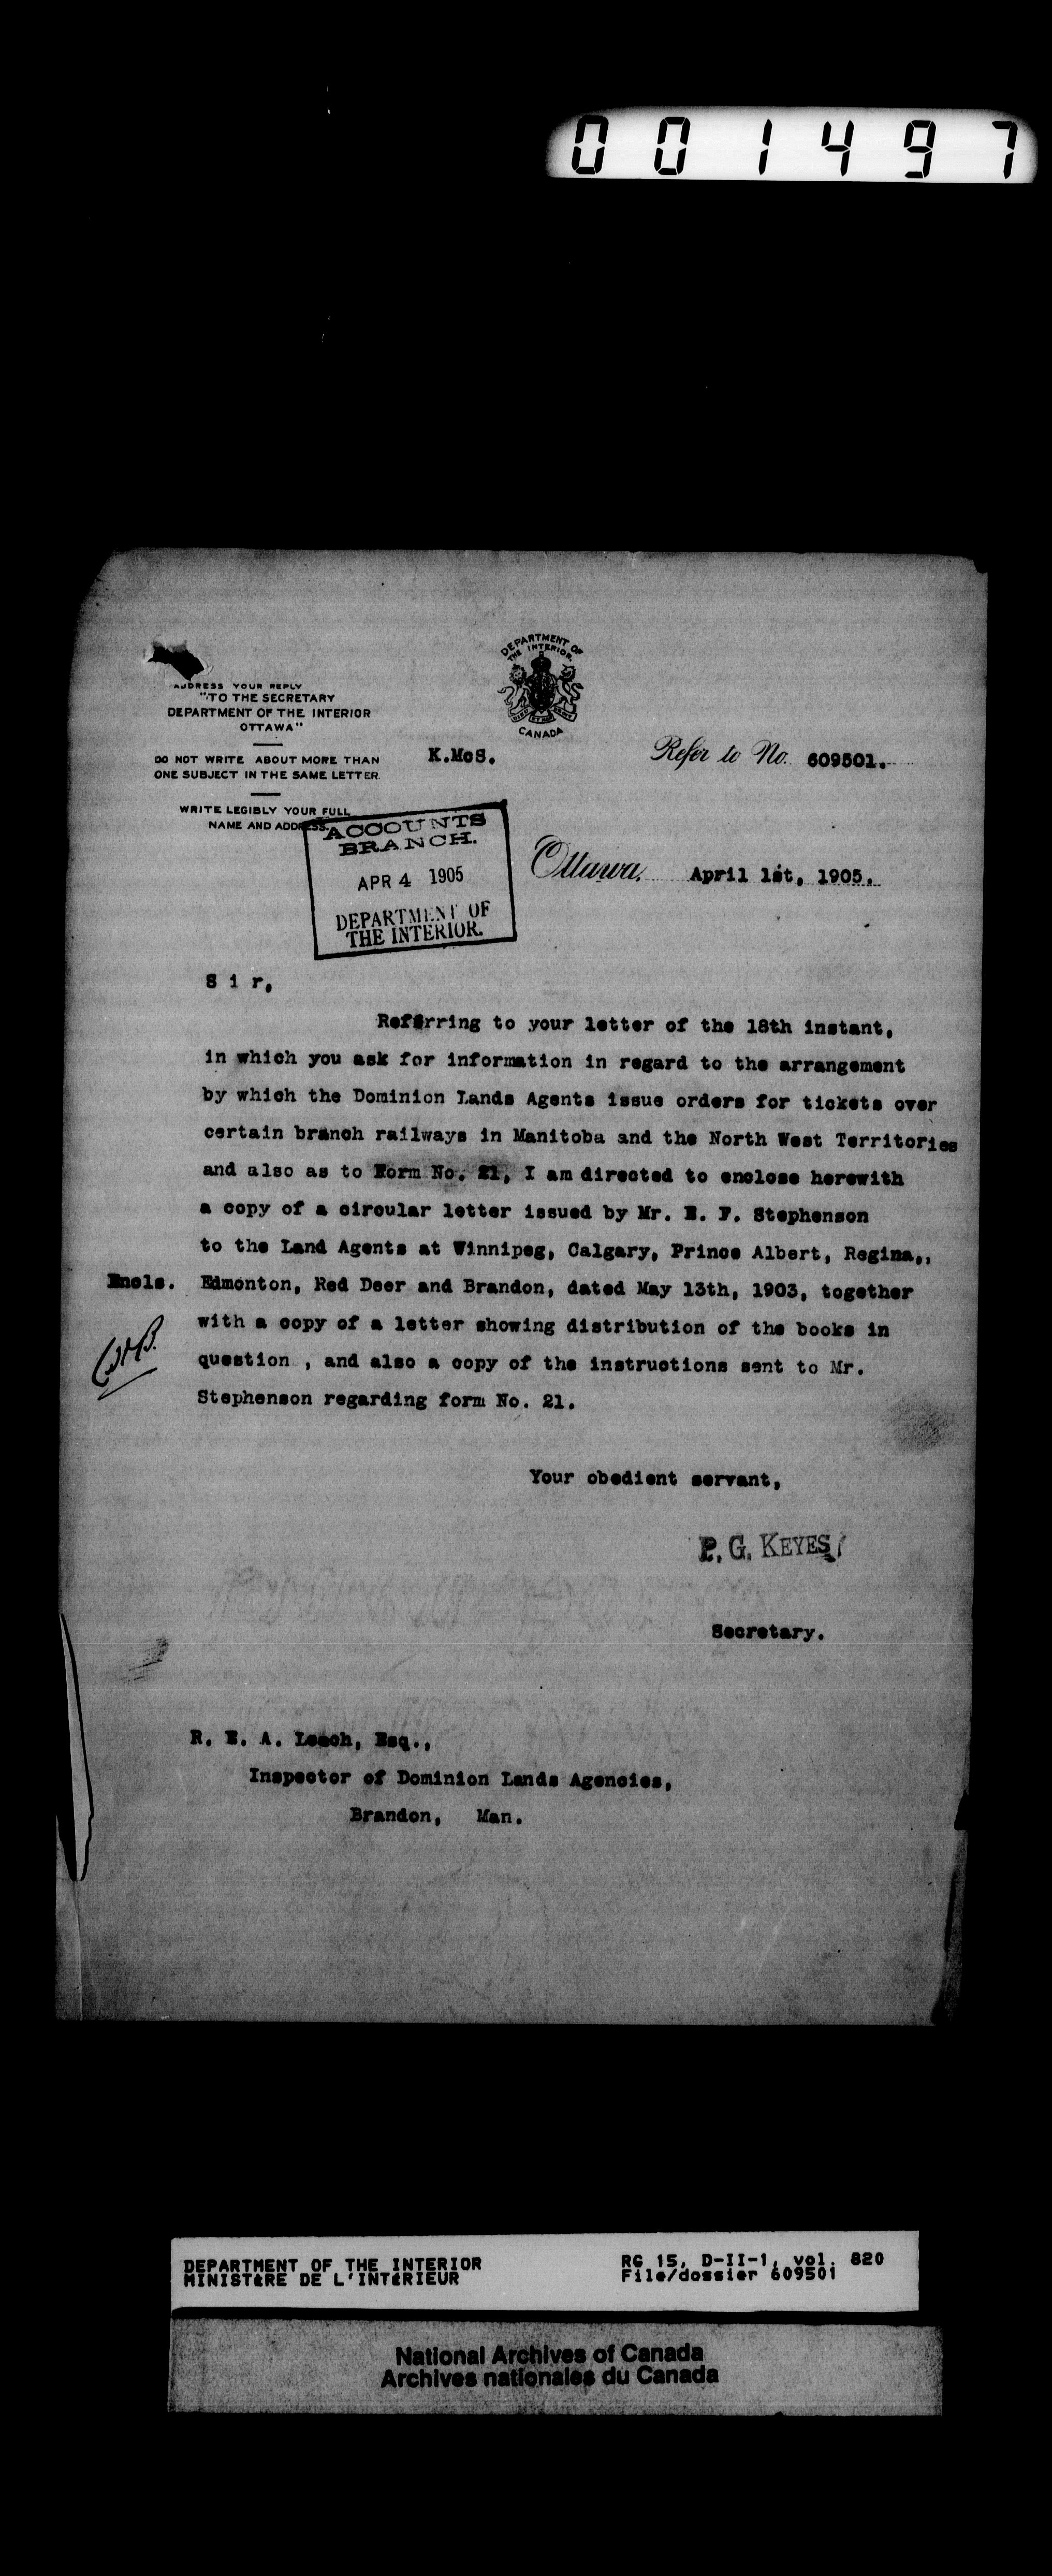 001497
DEPARTMENT OF
THE INTERIOR
CANADA
ADDRESS YOUR REPLY
"TO THE SECRETARY
DEPARTMENT OF THE INTERIOR
OTTAWA"
DO NOT WRITE ABOUT MORE THAN
ONE SUBJECT IN THE SAME LETTER
WRITE LEGIBLY YOUR FULL
NAME AND ADDRESS.
K.McS.
Refer to No. 609501.
ACCOUNTS
BRANCH.
APR 4 1905
DEPARTMENT OF
THE INTERIOR.
Ottawa. April 1st, 1905.
S i r,
Referring to your letter of the 18th instant,
in which you ask for information in regard to the arrangement
by which the Dominion Lands Agents issue orders for tickets over
certain branch railways in Manitoba and the North West Territories
and also as to Form No. 21, I am directed to enclose herewith
a copy of a circular letter issued by Mr. E. F. Stephenson
to the Land Agents at Winnipeg, Calgary, Prince Albert, Regina,,
Encls. Edmonton, Red Deer and Brandon, dated May 13th, 1903, together
with a copy of a letter showing distribution of the books in
question , and also a copy of the instructions sent to Mr.
Stephenson regarding form No. 21.
Your obedient servant,
P. G. KEYES,
Secretary.
R. E. A. Leach, Esq.,
Inspector of Dominion Lands Agencies,
Brandon, Man.
DEPARTMENT OF THE INTERIOR
MINISTÈRE DE L'INTÉRIEUR
RG 15, D-II-1, vol. 820
File/dossier 609501
National Archives of Canada
Archives nationales du Canada